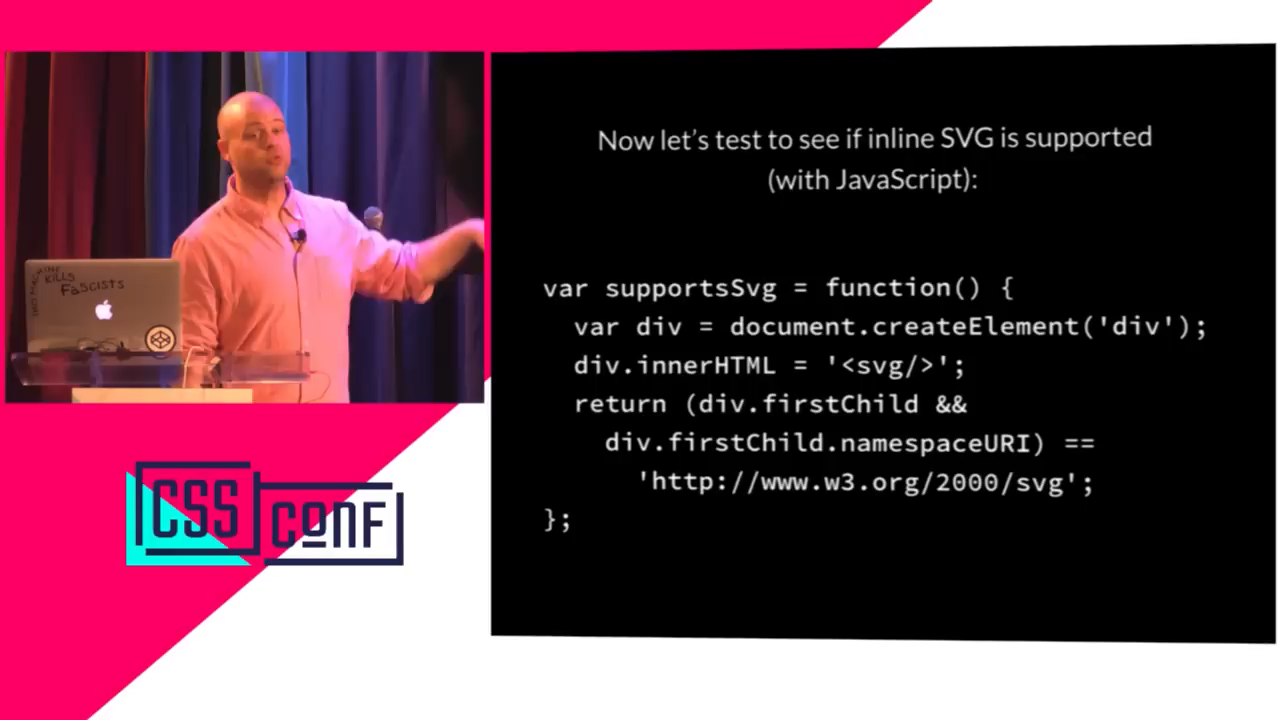 MACHINE
KILLS
FaScists
CSS
conf
Now let's test to see if inline SVG is supported
(with JavaScript):
var supportsSvg = function() {
var div = document.createElement('div');
div.innerHTML = '<svg/>';
return (div.firstChild &&
div.firstChild.namespaceURI) ==
'http://www.w3.org/2000/svg';
};